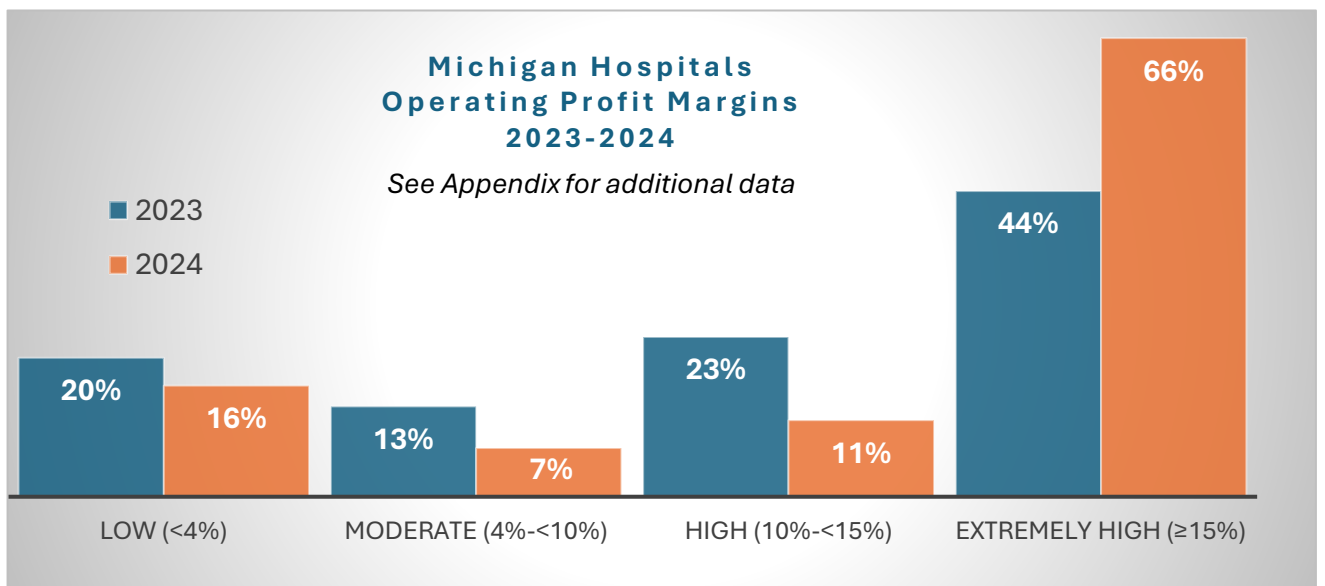 Michigan Hospitals
Operating Profit Margins
2023-2024
See Appendix for additional data
2023
2024
20%
16%
13%
7%
23%
11%
44%
66%
LOW (<4%)
MODERATE (4%-<10%)
HIGH (10%-<15%)
EXTREMELY HIGH (≥15%)